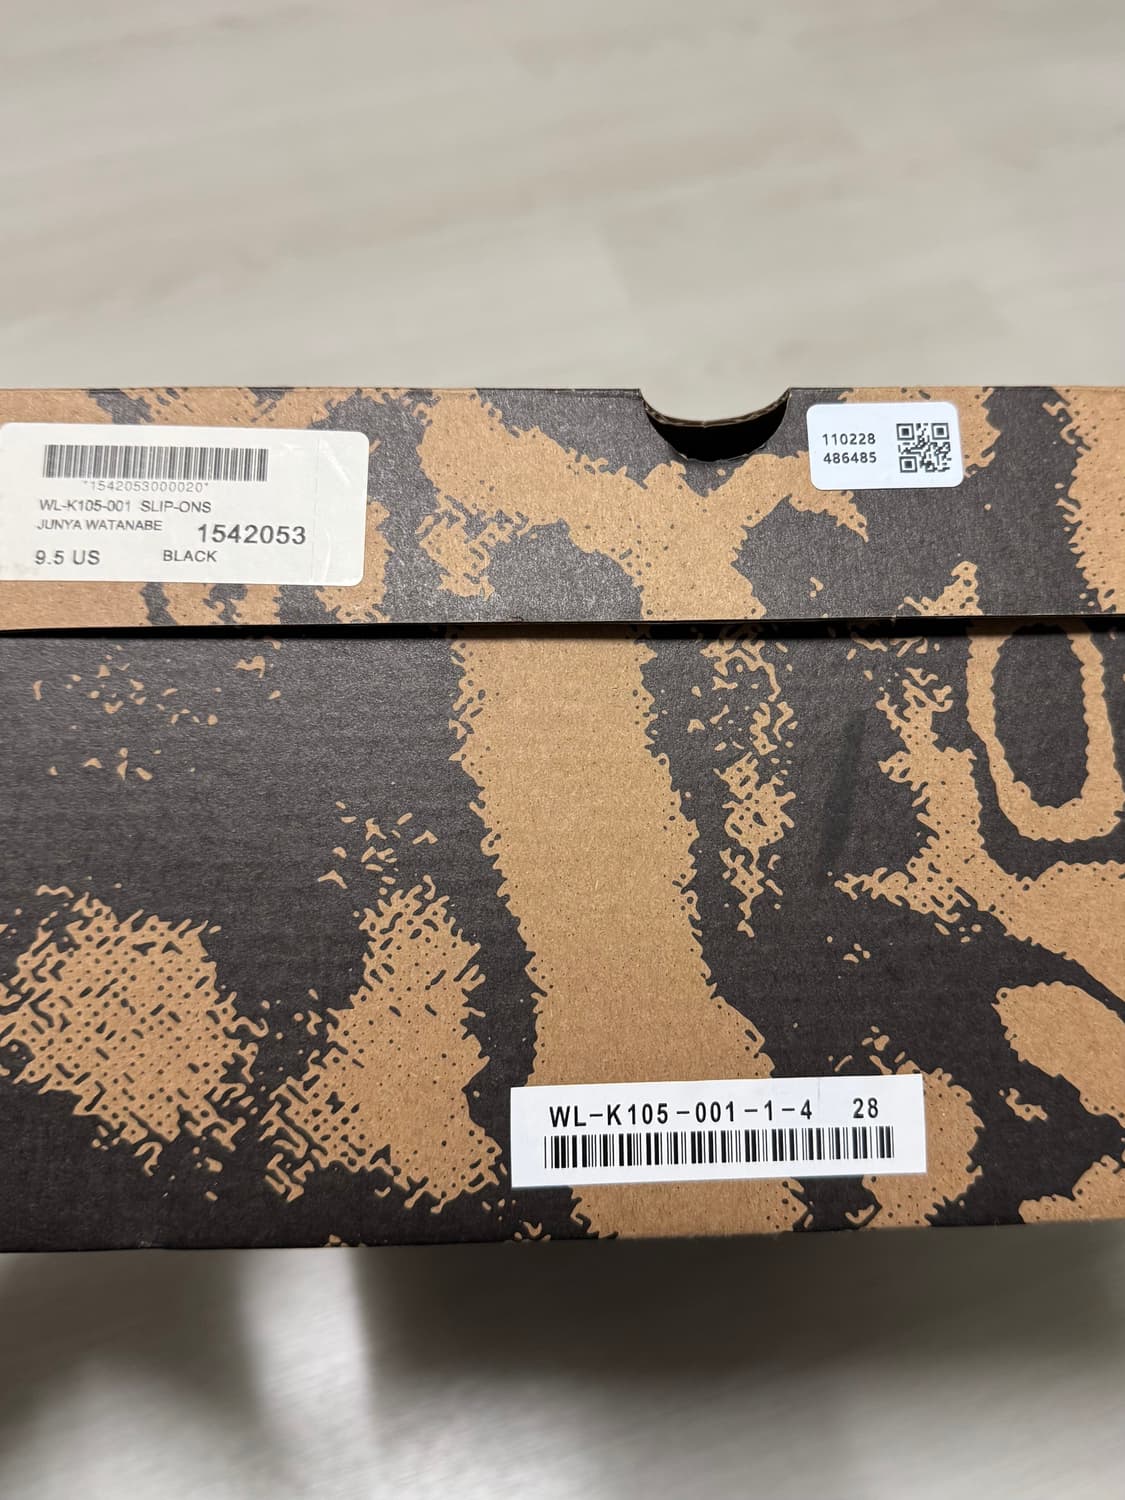 *1542053000020*
WL-K105-001 SLIP-ONS
JUNYA WATANABE 1542053
9.5 US BLACK
110228
486485
WL-K105-001-1-4 28